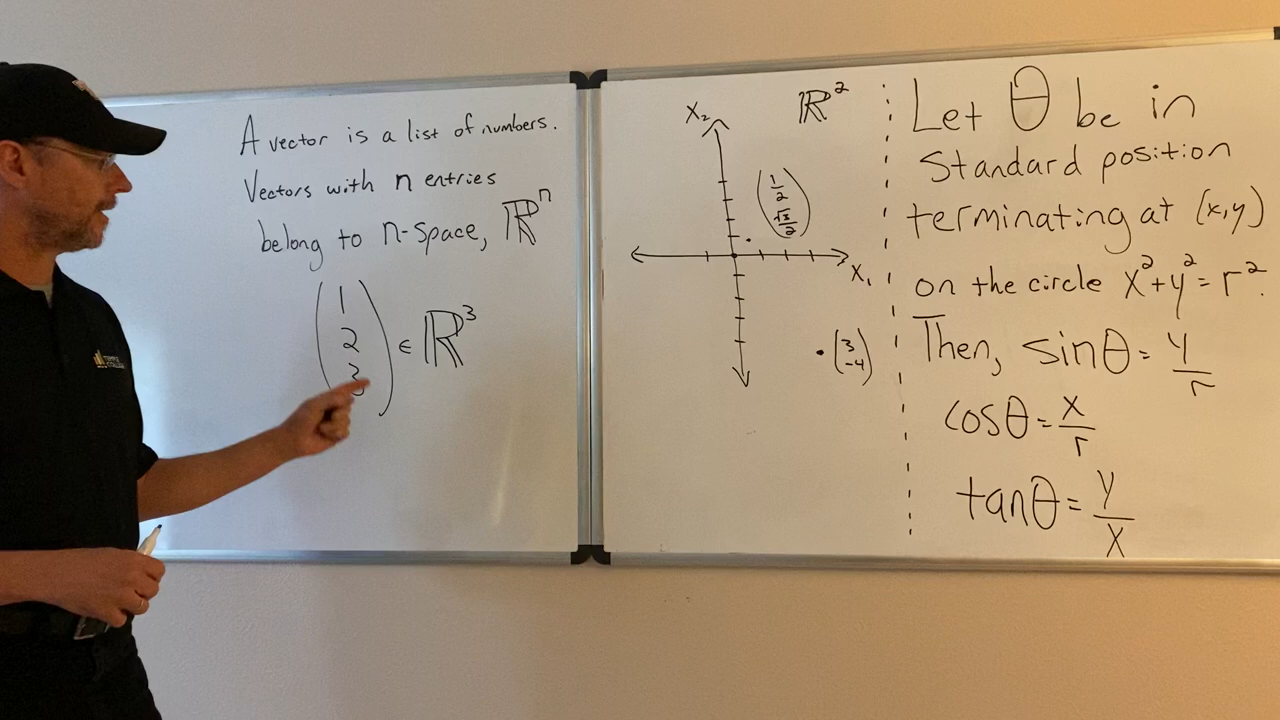 A vector is a list of numbers.
Vectors with n entries
belong to n-space, ℝⁿ
(1
2
3) ∈ ℝ³
X₂
ℝ²
(1/2
√3/2)
X₁
(3
-4)
Let θ be in
Standard position
terminating at (x,y)
on the circle x²+y²=r².
Then, sinθ = y/r
cosθ = x/r
tanθ = y/x